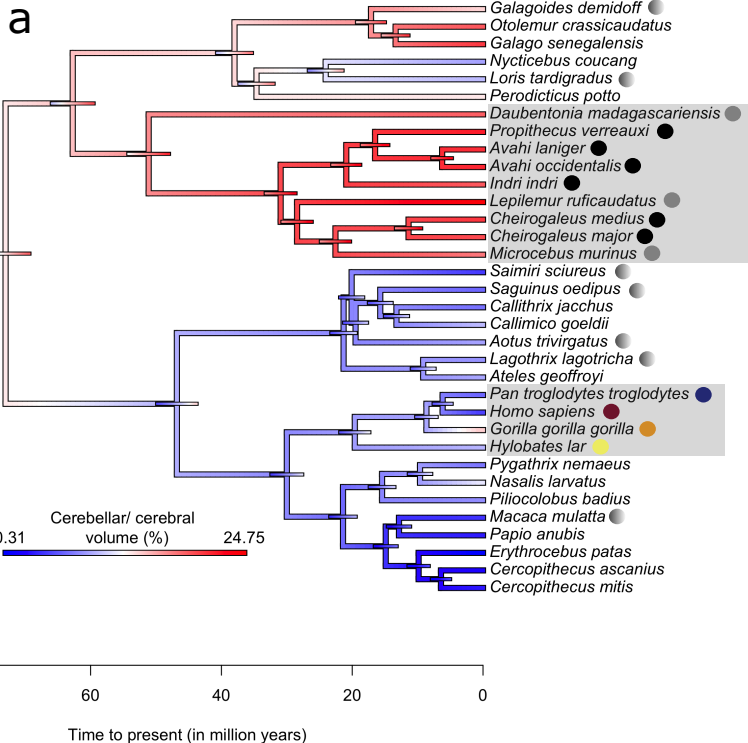 a
Galagoides demidoff
Otolemur crassicaudatus
Galago senegalensis
Nycticebus coucang
Loris tardigradus
Perodicticus potto
Daubentonia madagascariensis
Propithecus verreauxi
Avahi laniger
Avahi occidentalis
Indri indri
Lepilemur ruficaudatus
Cheirogaleus medius
Cheirogaleus major
Microcebus murinus
Saimiri sciureus
Saguinus oedipus
Callithrix jacchus
Callimico goeldii
Aotus trivirgatus
Lagothrix lagotricha
Ateles geoffroyi
Pan troglodytes troglodytes
Homo sapiens
Gorilla gorilla gorilla
Hylobates lar
Pygathrix nemaeus
Nasalis larvatus
Piliocolobus badius
Macaca mulatta
Papio anubis
Erythrocebus patas
Cercopithecus ascanius
Cercopithecus mitis
Cerebellar/ cerebral
0.31 volume (%) 24.75
60 40 20 0
Time to present (in million years)